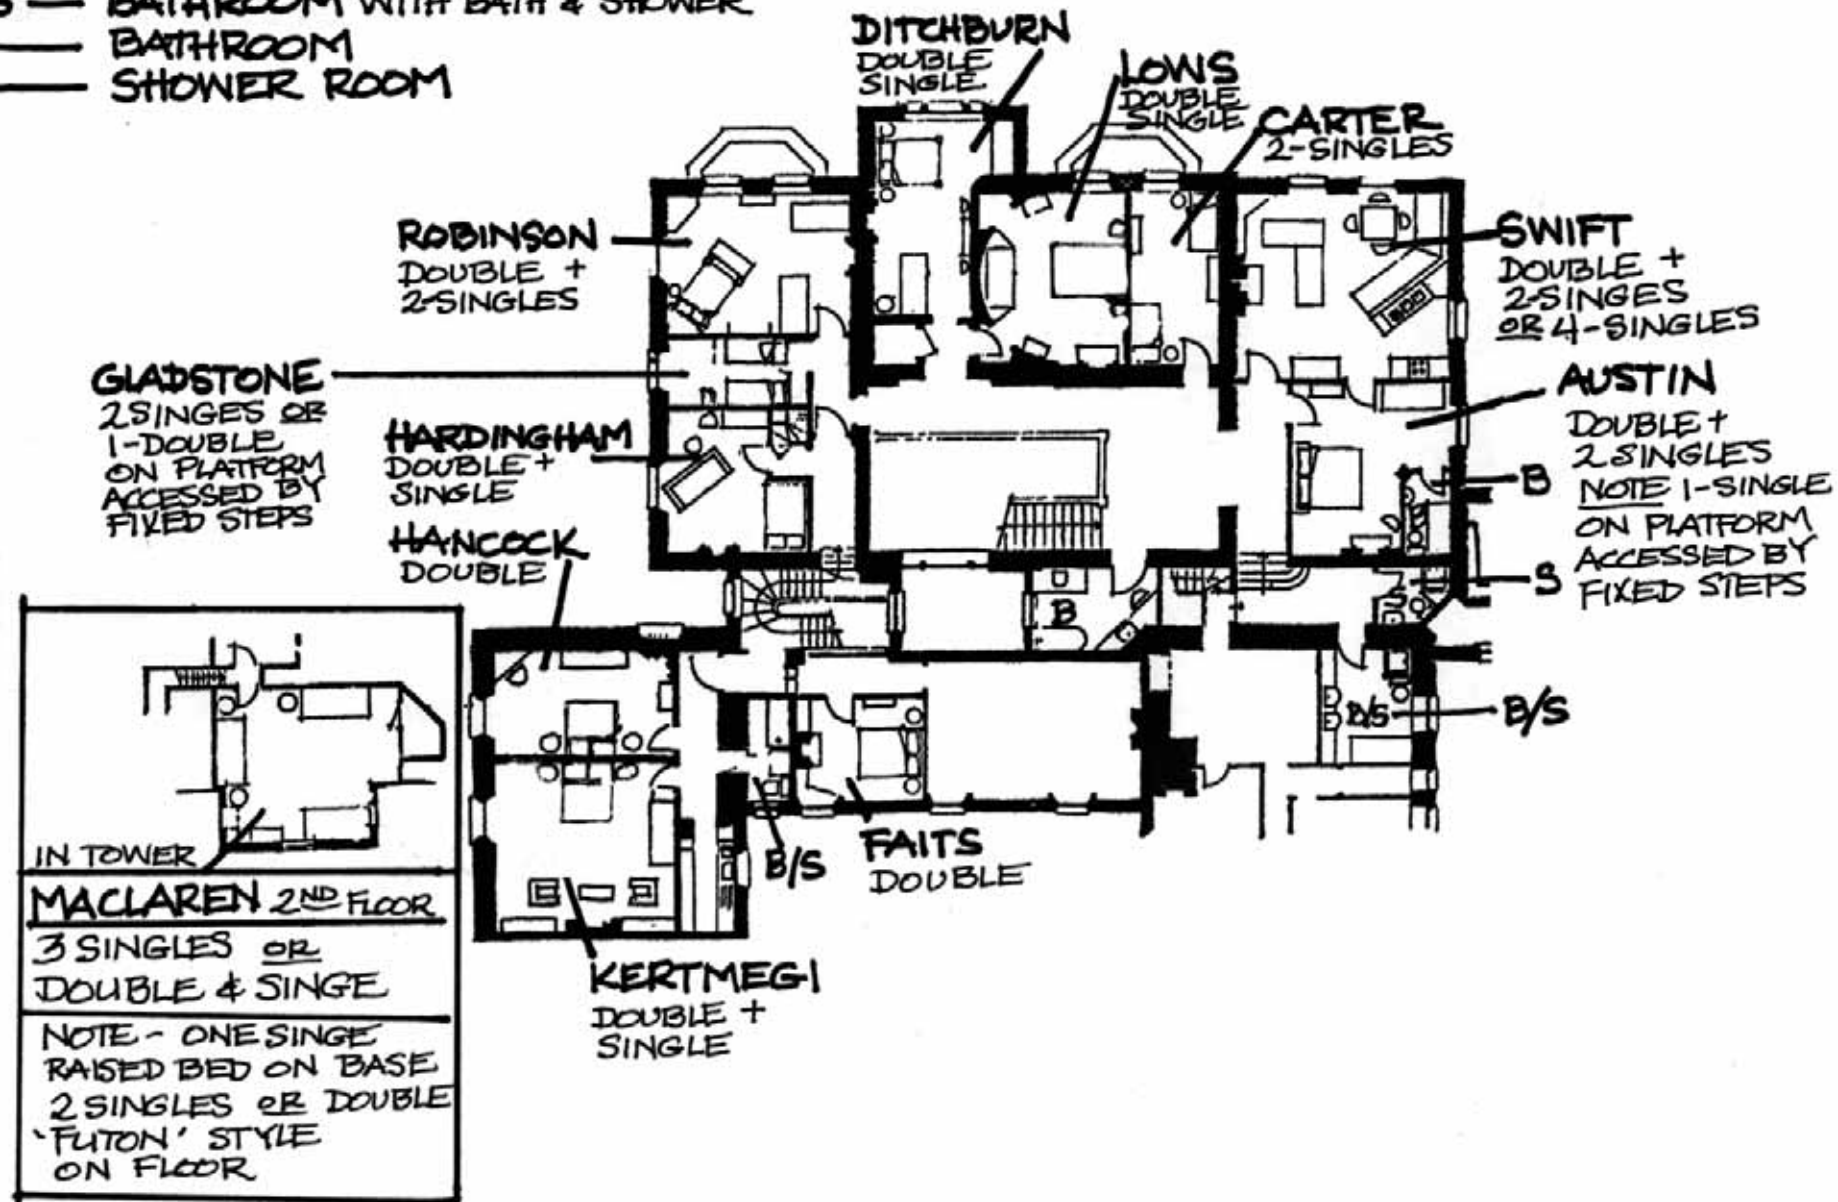 S — BATHROOM WITH BATH & SHOWER
— BATHROOM
— SHOWER ROOM
DITCHBURN
DOUBLE
SINGLE
LOWS
DOUBLE
SINGLE
CARTER
2-SINGLES
ROBINSON
DOUBLE +
2-SINGLES
SWIFT
DOUBLE +
2-SINGES
OR 4-SINGLES
GLADSTONE
2 SINGES OR
1-DOUBLE
ON PLATFORM
ACCESSED BY
FIXED STEPS
HARDINGHAM
DOUBLE +
SINGLE
AUSTIN
DOUBLE +
2 SINGLES
NOTE 1-SINGLE
ON PLATFORM
ACCESSED BY
FIXED STEPS
B
S
HANCOCK
DOUBLE
B
B/S
B/S
B/S
FAITS
DOUBLE
KERTMEGI
DOUBLE +
SINGLE
IN TOWER
MACLAREN 2ND FLOOR
3 SINGLES OR
DOUBLE & SINGE
NOTE - ONE SINGE
RAISED BED ON BASE
2 SINGLES OR DOUBLE
'FUTON' STYLE
ON FLOOR